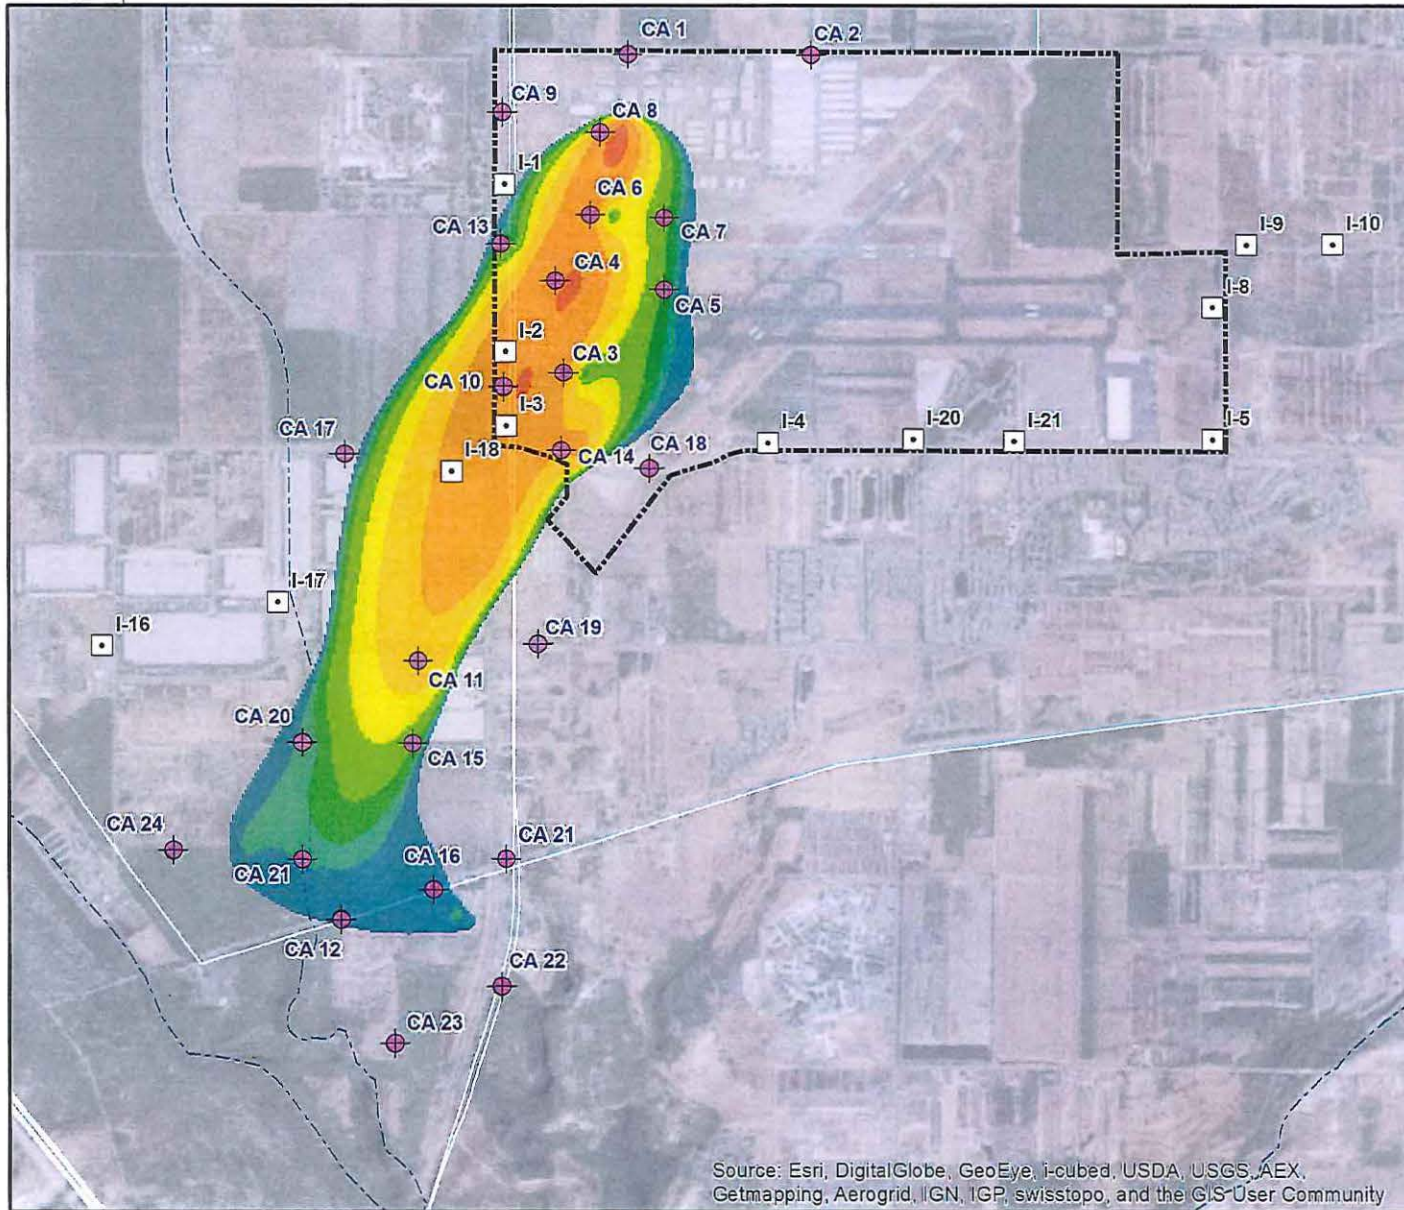 CA 1
CA 2
CA 9
CA 8
I-1
CA 6
CA 7
CA 13
I-9
I-10
CA 4
CA 5
I-8
I-2
CA 3
CA 10
I-3
I-4
I-20
I-21
I-5
CA 17
I-18
CA 14
CA 18
I-17
I-16
CA 19
CA 11
CA 20
CA 15
CA 24
CA 21
CA 16
CA 21
CA 12
CA 22
CA 23
Source: Esri, DigitalGlobe, GeoEye, i-cubed, USDA, USGS, AEX,
Getmapping, Aerogrid, IGN, IGP, swisstopo, and the GIS User Community